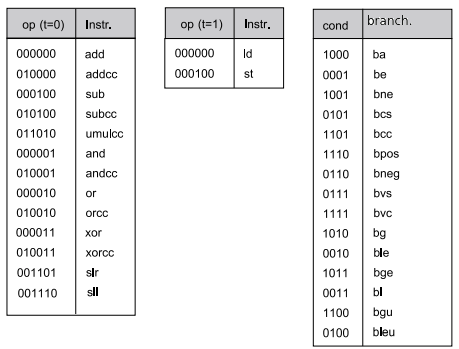 op (t=0) Instr.
000000 add
010000 addcc
000100 sub
010100 subcc
011010 umulcc
000001 and
010001 andcc
000010 or
010010 orcc
000011 xor
010011 xorcc
001101 slr
001110 sll
op (t=1) Instr.
000000 ld
000100 st
cond branch.
1000 ba
0001 be
1001 bne
0101 bcs
1101 bcc
1110 bpos
0110 bneg
0111 bvs
1111 bvc
1010 bg
0010 ble
1011 bge
0011 bl
1100 bgu
0100 bleu